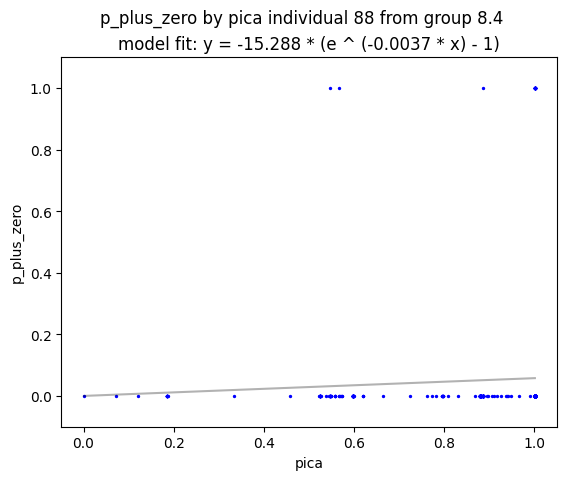 p_plus_zero by pica individual 88 from group 8.4
model fit: y = -15.288 * (e ^ (-0.0037 * x) - 1)
1.0
0.8
0.6
0.4
0.2
0.0
p_plus_zero
0.0 0.2 0.4 0.6 0.8 1.0
pica